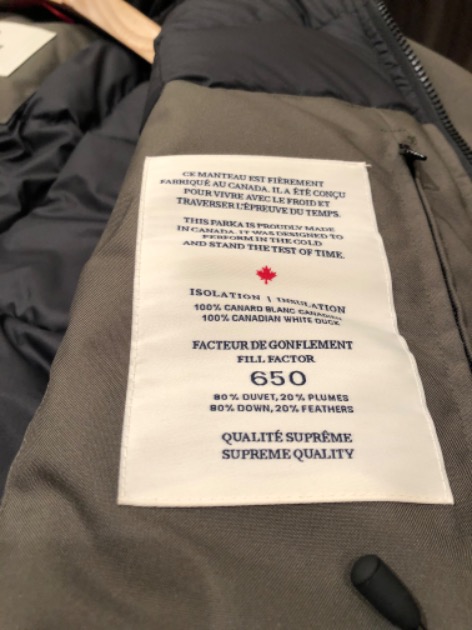 CE MANTEAU EST FIÈREMENT
FABRIQUÉ AU CANADA. IL A ÉTÉ CONÇU
POUR VIVRE AVEC LE FROID ET
TRAVERSER L'ÉPREUVE DU TEMPS.
THIS PARKA IS PROUDLY MADE
IN CANADA. IT WAS DESIGNED TO
PERFORM IN THE COLD
AND STAND THE TEST OF TIME.
ISOLATION | INSULATION
100% CANARD BLANC CANADIEN
100% CANADIAN WHITE DUCK
FACTEUR DE GONFLEMENT
FILL FACTOR
650
80% DUVET, 20% PLUMES
80% DOWN, 20% FEATHERS
QUALITÉ SUPRÊME
SUPREME QUALITY